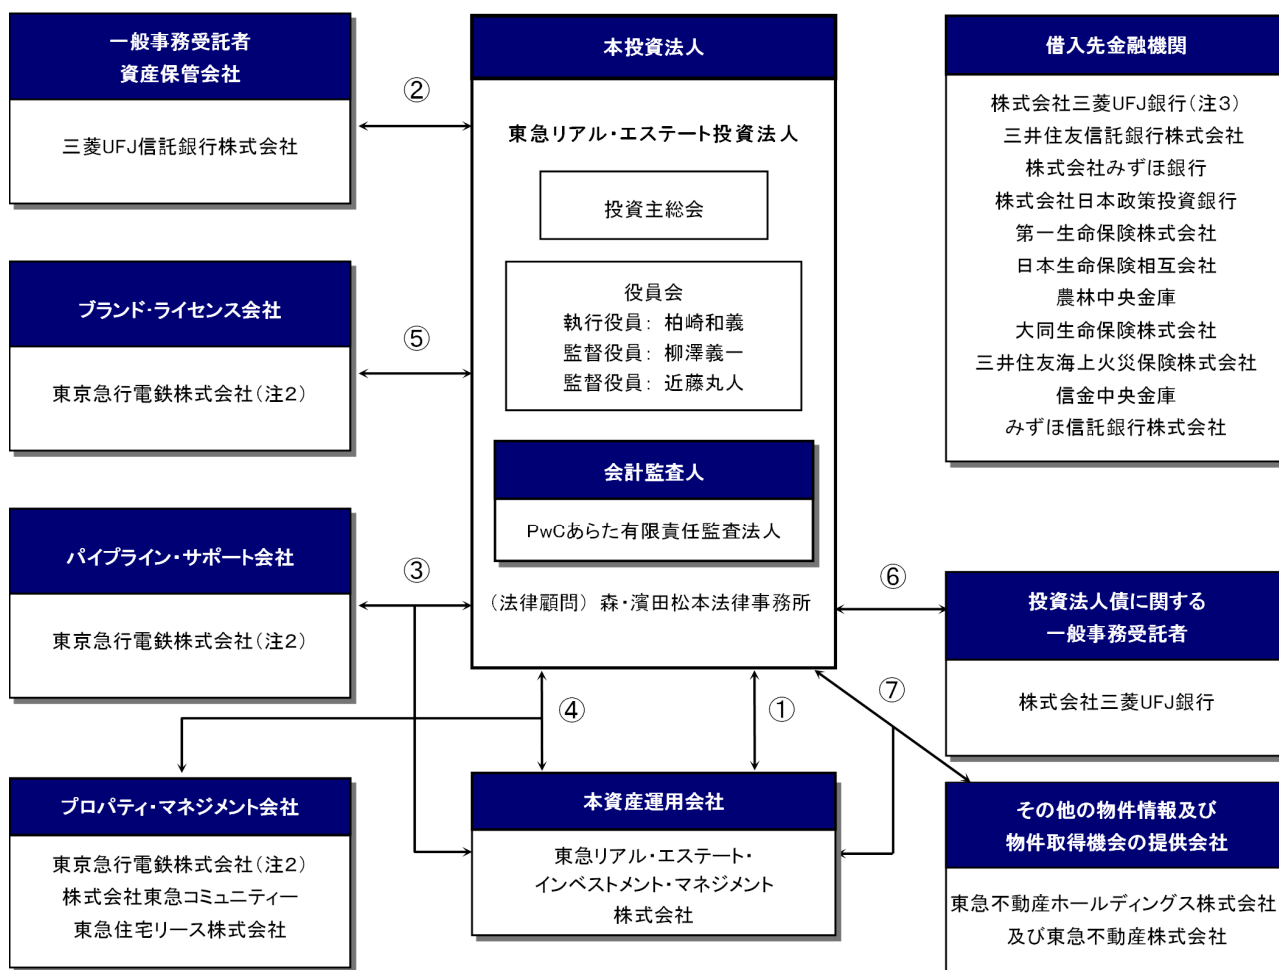 一般事務受託者
資産保管会社
三菱UFJ信託銀行株式会社
②
ブランド・ライセンス会社
東京急行電鉄株式会社(注2)
⑤
パイプライン・サポート会社
東京急行電鉄株式会社(注2)
③
プロパティ・マネジメント会社
東京急行電鉄株式会社(注2)
株式会社東急コミュニティー
東急住宅リース株式会社
本投資法人
東急リアル・エステート投資法人
投資主総会
役員会
執行役員: 柏崎和義
監督役員: 柳澤義一
監督役員: 近藤丸人
会計監査人
PwCあらた有限責任監査法人
(法律顧問) 森・濱田松本法律事務所
④
①
本資産運用会社
東急リアル・エステート・
インベストメント・マネジメント
株式会社
借入先金融機関
株式会社三菱UFJ銀行(注3)
三井住友信託銀行株式会社
株式会社みずほ銀行
株式会社日本政策投資銀行
第一生命保険株式会社
日本生命保険相互会社
農林中央金庫
大同生命保険株式会社
三井住友海上火災保険株式会社
信金中央金庫
みずほ信託銀行株式会社
⑥
投資法人債に関する
一般事務受託者
株式会社三菱UFJ銀行
⑦
その他の物件情報及び
物件取得機会の提供会社
東急不動産ホールディングス株式会社
及び東急不動産株式会社